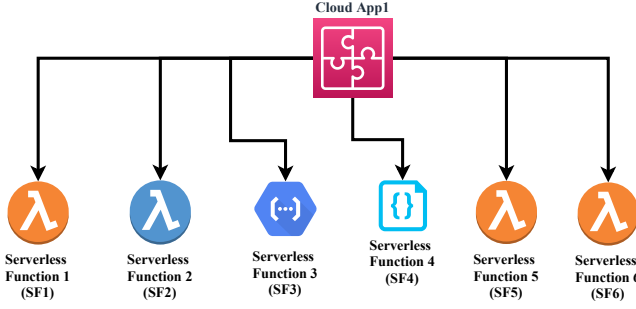 Cloud App1
Serverless
Function 1
(SF1)
Serverless
Function 2
(SF2)
Serverless
Function 3
(SF3)
Serverless
Function 4
(SF4)
Serverless
Function 5
(SF5)
Serverless
Function 6
(SF6)